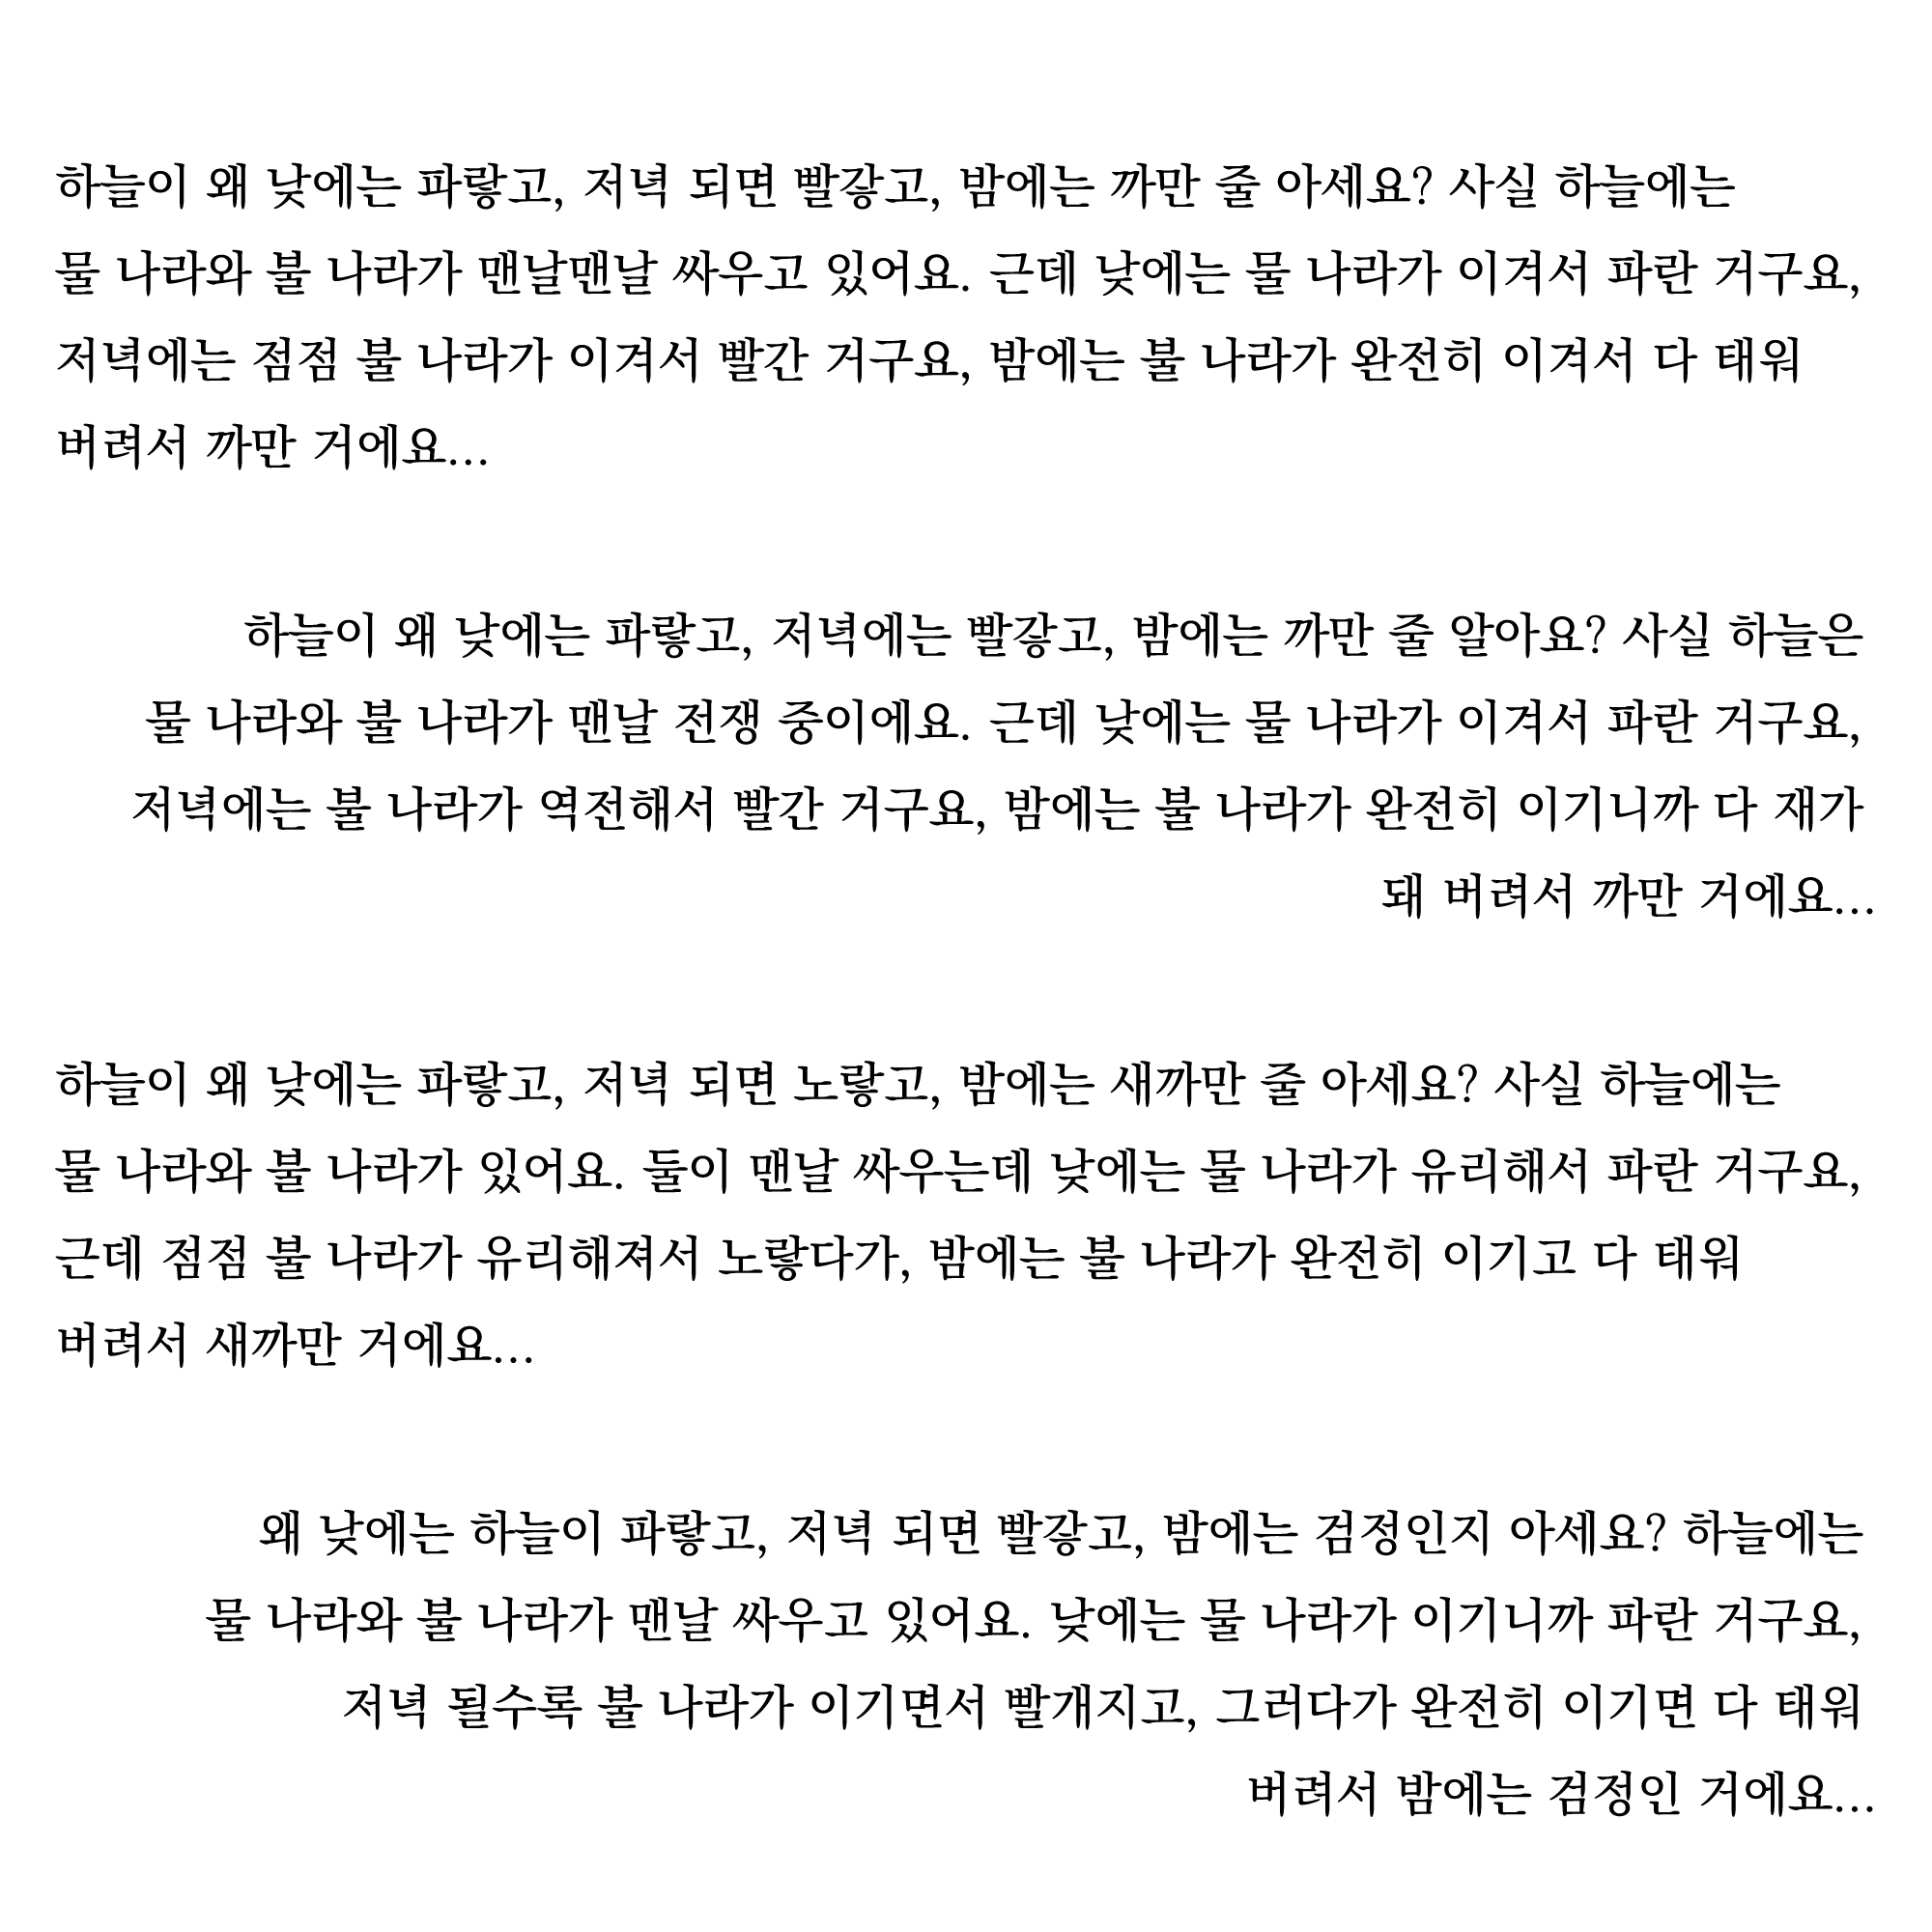 하늘이 왜 낮에는 파랗고, 저녁 되면 빨갛고, 밤에는 까만 줄 아세요? 사실 하늘에는
물 나라와 불 나라가 맨날맨날 싸우고 있어요. 근데 낮에는 물 나라가 이겨서 파란 거구요,
저녁에는 점점 불 나라가 이겨서 빨간 거구요, 밤에는 불 나라가 완전히 이겨서 다 태워
버려서 까만 거에요...
하늘이 왜 낮에는 파랗고, 저녁에는 빨갛고, 밤에는 까만 줄 알아요? 사실 하늘은
물 나라와 불 나라가 맨날 전쟁 중이에요. 근데 낮에는 물 나라가 이겨서 파란 거구요,
저녁에는 불 나라가 역전해서 빨간 거구요, 밤에는 불 나라가 완전히 이기니까 다 재가
돼 버려서 까만 거에요...
하늘이 왜 낮에는 파랗고, 저녁 되면 노랗고, 밤에는 새까만 줄 아세요? 사실 하늘에는
물 나라와 불 나라가 있어요. 둘이 맨날 싸우는데 낮에는 물 나라가 유리해서 파란 거구요,
근데 점점 불 나라가 유리해져서 노랗다가, 밤에는 불 나라가 완전히 이기고 다 태워
버려서 새까만 거에요...
왜 낮에는 하늘이 파랗고, 저녁 되면 빨갛고, 밤에는 검정인지 아세요? 하늘에는
물 나라와 불 나라가 맨날 싸우고 있어요. 낮에는 물 나라가 이기니까 파란 거구요,
저녁 될수록 불 나라가 이기면서 빨개지고, 그러다가 완전히 이기면 다 태워
버려서 밤에는 검정인 거에요...